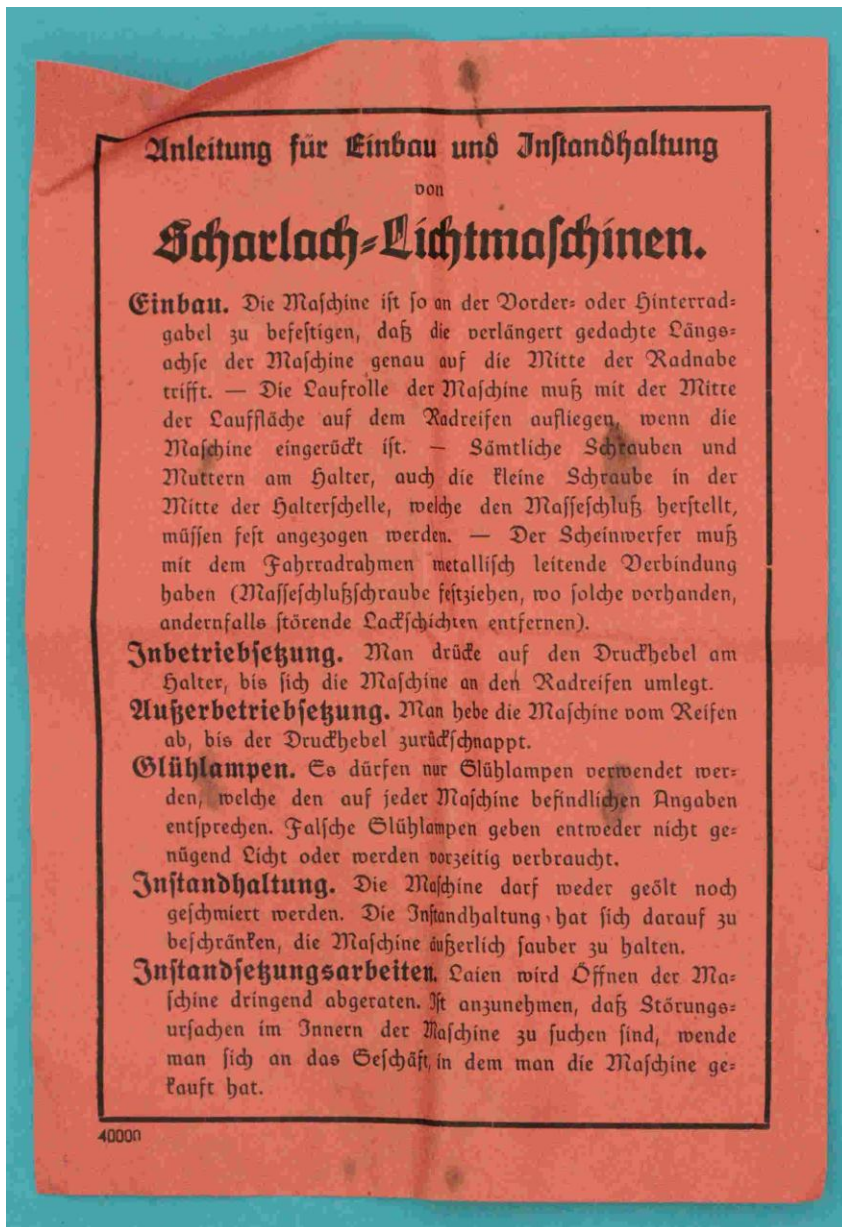 Anleitung für Einbau und Instandhaltung
von
Scharlach-Lichtmaschinen.
Einbau. Die Maschine ist so an der Vorder- oder Hinterrad-
gabel zu befestigen, daß die verlängert gedachte Längs-
achse der Maschine genau auf die Mitte der Radnabe
trifft. — Die Laufrolle der Maschine muß mit der Mitte
der Lauffläche auf dem Radreifen aufliegen, wenn die
Maschine eingerückt ist. — Sämtliche Schrauben und
Muttern am Halter, auch die kleine Schraube in der
Mitte der Halterschelle, welche den Masseschluß herstellt,
müssen fest angezogen werden. — Der Scheinwerfer muß
mit dem Fahrradrahmen metallisch leitende Verbindung
haben (Masseschlußschraube festziehen, wo solche vorhanden,
andernfalls störende Lackschichten entfernen).
Inbetriebsetzung. Man drücke auf den Druckhebel am
Halter, bis sich die Maschine an den Radreifen umlegt.
Außerbetriebsetzung. Man hebe die Maschine vom Reifen
ab, bis der Druckhebel zurückschnappt.
Glühlampen. Es dürfen nur Glühlampen verwendet wer-
den, welche den auf jeder Maschine befindlichen Angaben
entsprechen. Falsche Glühlampen geben entweder nicht ge-
nügend Licht oder werden vorzeitig verbraucht.
Instandhaltung. Die Maschine darf weder geölt noch
geschmiert werden. Die Instandhaltung hat sich darauf zu
beschränken, die Maschine äußerlich sauber zu halten.
Instandsetzungsarbeiten. Laien wird Öffnen der Ma-
schine dringend abgeraten. Ist anzunehmen, daß Störungs-
ursachen im Innern der Maschine zu suchen sind, wende
man sich an das Geschäft, in dem man die Maschine ge-
kauft hat.
40000